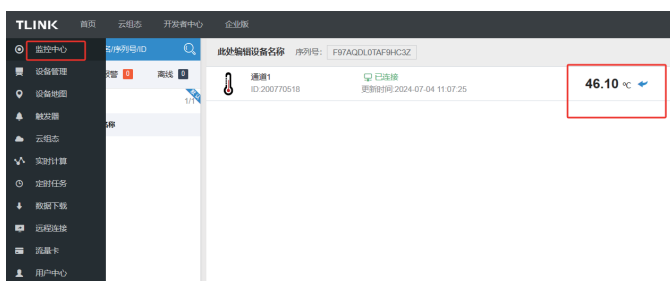 TLINK 首页 云组态 开发者中心 企业版
监控中心
设备管理
设备地图
触发器
云组态
实时计算
定时任务
数据下载
远程连接
流量卡
用户中心
名/序列号/ID
报警 0 离线 0
1/1
名称
此处编辑设备名称 序列号: F97AQDL0TAF9HC3Z
通道1 已连接
ID:200770518 更新时间:2024-07-04 11:07:25
46.10 ℃